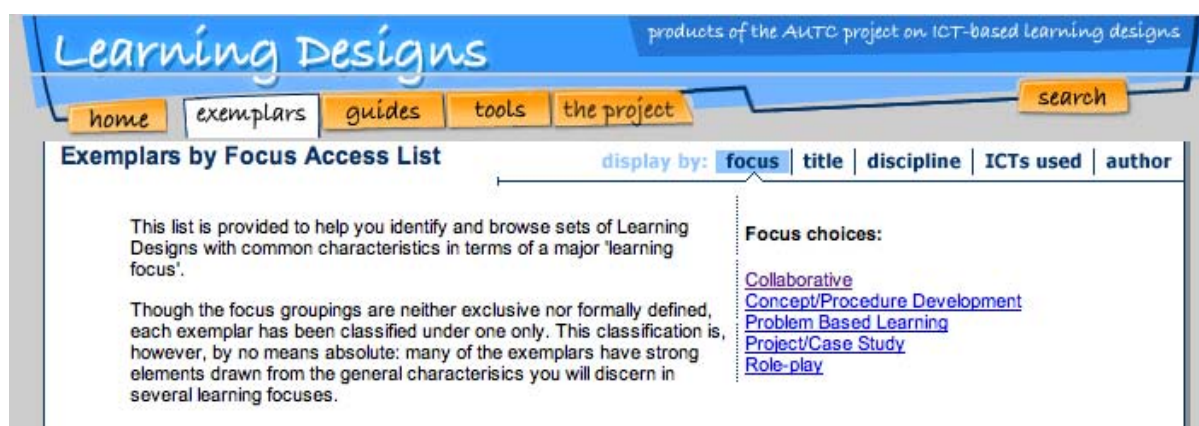 Learning Designs
products of the AUTC project on ICT-based learning designs
home exemplars guides tools the project search
Exemplars by Focus Access List
display by: focus title discipline ICTs used author
This list is provided to help you identify and browse sets of Learning
Designs with common characteristics in terms of a major 'learning
focus'.
Though the focus groupings are neither exclusive nor formally defined,
each exemplar has been classified under one only. This classification is,
however, by no means absolute: many of the exemplars have strong
elements drawn from the general characterisics you will discern in
several learning focuses.
Focus choices:
Collaborative
Concept/Procedure Development
Problem Based Learning
Project/Case Study
Role-play